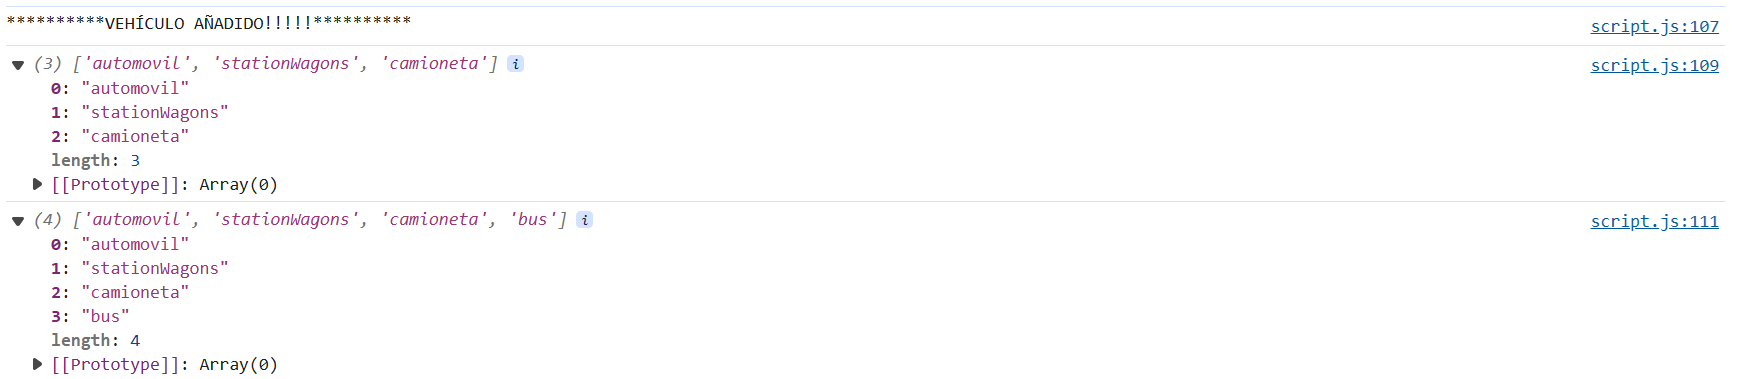 **********VEHÍCULO AÑADIDO!!!!!********** script.js:107
(3) ['automovil', 'stationWagons', 'camioneta'] i script.js:109
0: "automovil"
1: "stationWagons"
2: "camioneta"
length: 3
[[Prototype]]: Array(0)
(4) ['automovil', 'stationWagons', 'camioneta', 'bus'] i script.js:111
0: "automovil"
1: "stationWagons"
2: "camioneta"
3: "bus"
length: 4
[[Prototype]]: Array(0)